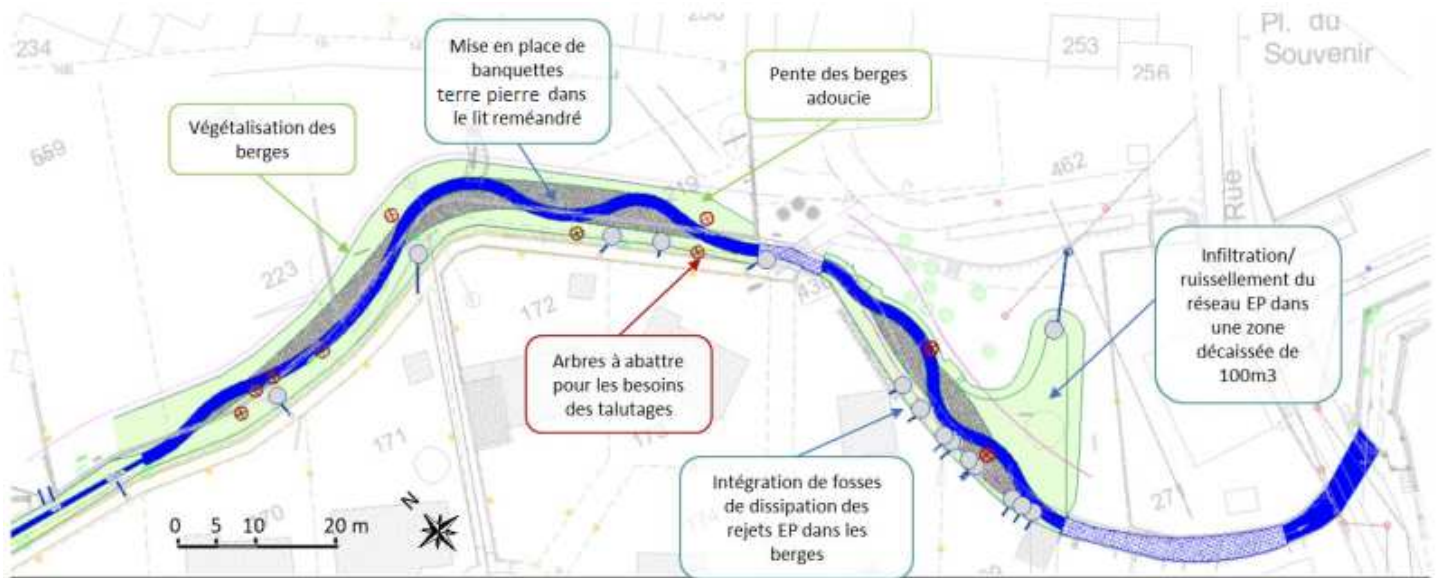 234
Mise en place de
banquettes
terre pierre dans
le lit reméandré
Pente des berges
adoucie
253
256
Pl. du
Souvenir
Végétalisation des
berges
559
462
Rue
223
172
Infiltration/
ruissellement du
réseau EP dans
une zone
décaissée de
100m3
Arbres à abattre
pour les besoins
des talutages
171
Intégration de fosses
de dissipation des
rejets EP dans les
berges
N
0 5 10 20 m